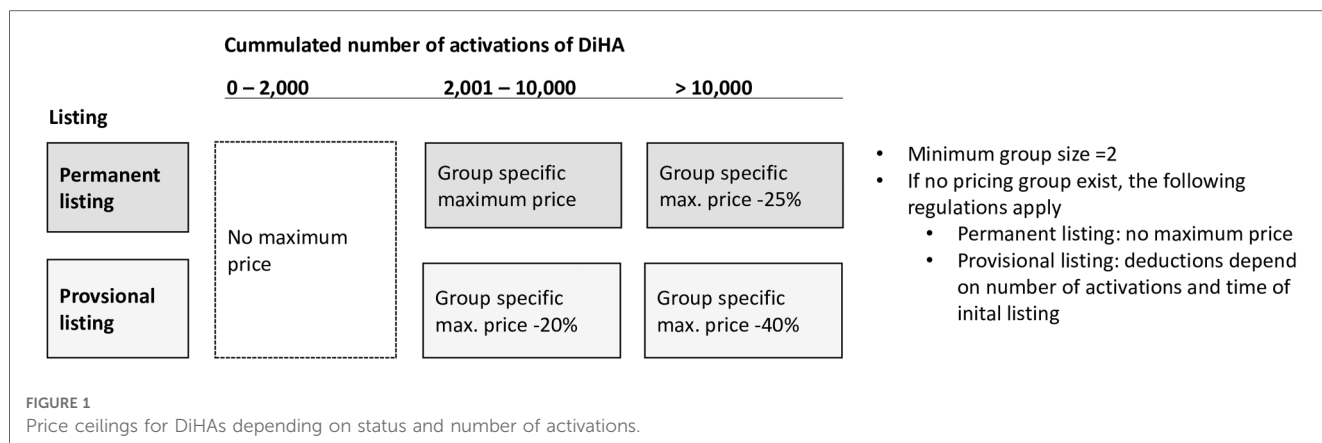 Cummulated number of activations of DiHA
0 – 2,000
2,001 – 10,000
> 10,000
Listing
Permanent
listing
No maximum
price
Group specific
maximum price
Group specific
max. price -25%
Provsional
listing
Group specific
max. price -20%
Group specific
max. price -40%
• Minimum group size =2
• If no pricing group exist, the following
regulations apply
• Permanent listing: no maximum price
• Provisional listing: deductions depend
on number of activations and time of
inital listing
FIGURE 1
Price ceilings for DiHAs depending on status and number of activations.